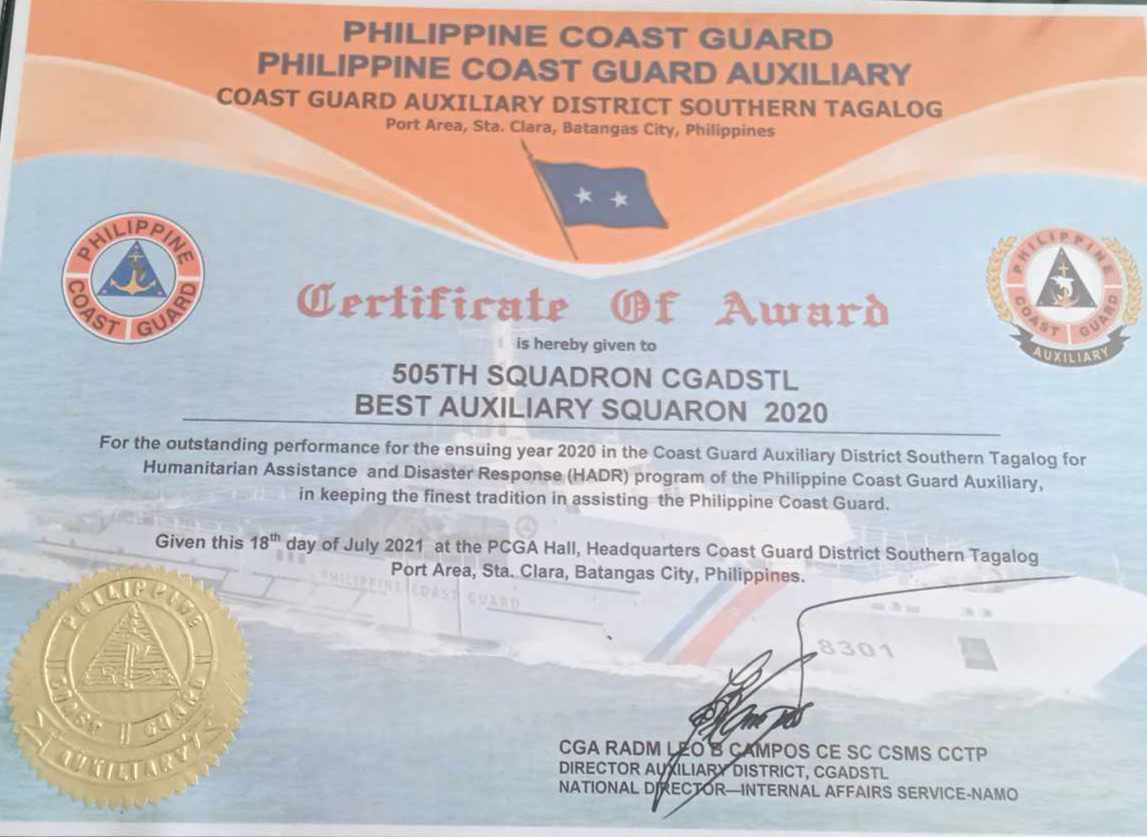 PHILIPPINE COAST GUARD
PHILIPPINE COAST GUARD AUXILIARY
COAST GUARD AUXILIARY DISTRICT SOUTHERN TAGALOG
Port Area, Sta. Clara, Batangas City, Philippines
PHILIPPINE
COAST GUARD
PHILIPPINE
COAST GUARD
AUXILIARY
Certificate Of Award
is hereby given to
505TH SQUADRON CGADSTL
BEST AUXILIARY SQUARON 2020
For the outstanding performance for the ensuing year 2020 in the Coast Guard Auxiliary District Southern Tagalog for
Humanitarian Assistance and Disaster Response (HADR) program of the Philippine Coast Guard Auxiliary,
in keeping the finest tradition in assisting the Philippine Coast Guard.
Given this 18th day of July 2021 at the PCGA Hall, Headquarters Coast Guard District Southern Tagalog
Port Area, Sta. Clara, Batangas City, Philippines.
PHILIPPINE COAST GUARD
8301
PHILIPPINE
COAST GUARD
AUXILIARY
CGA RADM LEO B CAMPOS CE SC CSMS CCTP
DIRECTOR AUXILIARY DISTRICT, CGADSTL
NATIONAL DIRECTOR—INTERNAL AFFAIRS SERVICE-NAMO